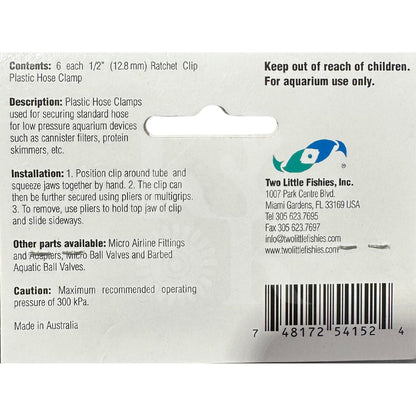 Contents: 6 each 1/2" (12.8 mm) Ratchet Clip
Plastic Hose Clamp
Description: Plastic Hose Clamps
used for securing standard hose
for low pressure aquarium devices
such as cannister filters, protein
skimmers, etc.
Installation: 1. Position clip around tube and
squeeze jaws together by hand. 2. The clip can
then be further secured using pliers or multigrips.
3. To remove, use pliers to hold top jaw of clip
and slide sideways.
Other parts available: Micro Airline Fittings
and Adapters, Micro Ball Valves and Barbed
Aquatic Ball Valves.
Caution: Maximum recommended operating
pressure of 300 kPa.
Made in Australia
Keep out of reach of children.
For aquarium use only.
®
Two Little Fishies, Inc.
1007 Park Centre Blvd.
Miami Gardens, FL 33169 USA
Tel 305 623.7695
Fax 305 623.7697
info@twolittlefishies.com
www.twolittlefishies.com
7 48172 54152 4